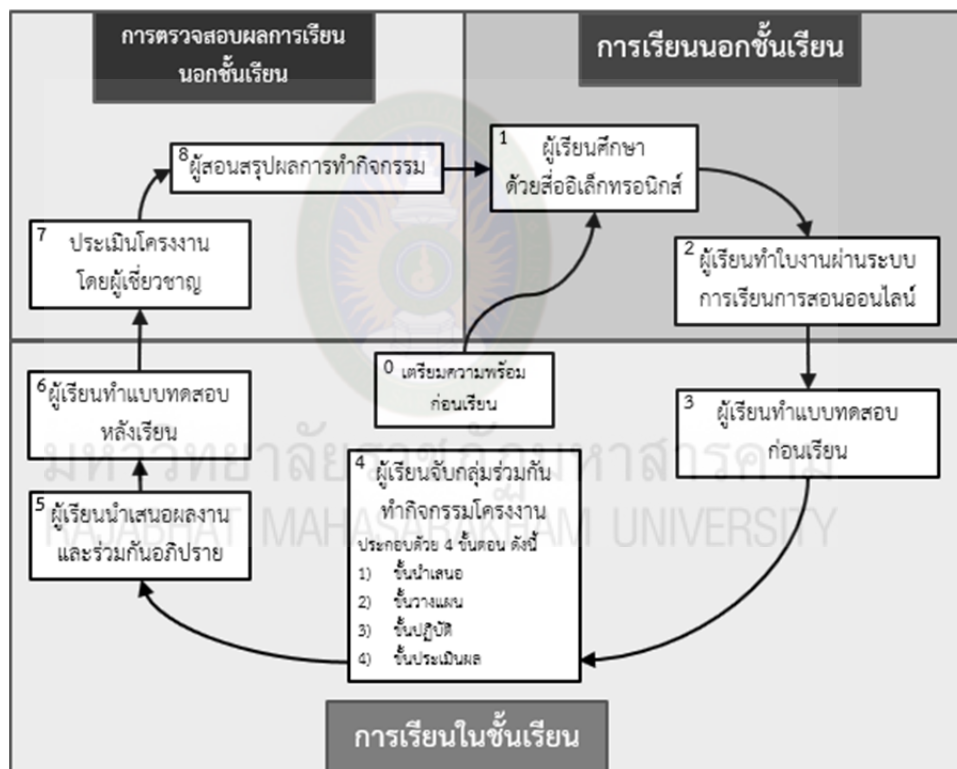 การตรวจสอบผลการเรียน
นอกชั้นเรียน
การเรียนนอกชั้นเรียน
0 เตรียมความพร้อม
ก่อนเรียน
1 ผู้เรียนศึกษา
ด้วยสื่ออิเล็กทรอนิกส์
2 ผู้เรียนทำใบงานผ่านระบบ
การเรียนการสอนออนไลน์
3 ผู้เรียนทำแบบทดสอบ
ก่อนเรียน
4 ผู้เรียนจับกลุ่มร่วมกัน
ทำกิจกรรมโครงงาน
ประกอบด้วย 4 ขั้นตอน ดังนี้
1) ขั้นนำเสนอ
2) ขั้นวางแผน
3) ขั้นปฏิบัติ
4) ขั้นประเมินผล
5 ผู้เรียนนำเสนอผลงาน
และร่วมกันอภิปราย
6 ผู้เรียนทำแบบทดสอบ
หลังเรียน
7 ประเมินโครงงาน
โดยผู้เชี่ยวชาญ
8 ผู้สอนสรุปผลการทำกิจกรรม
การเรียนในชั้นเรียน
มหาวิทยาลัยราชภัฏมหาสารคาม
RAJABHAT MAHASARAKHAM UNIVERSITY